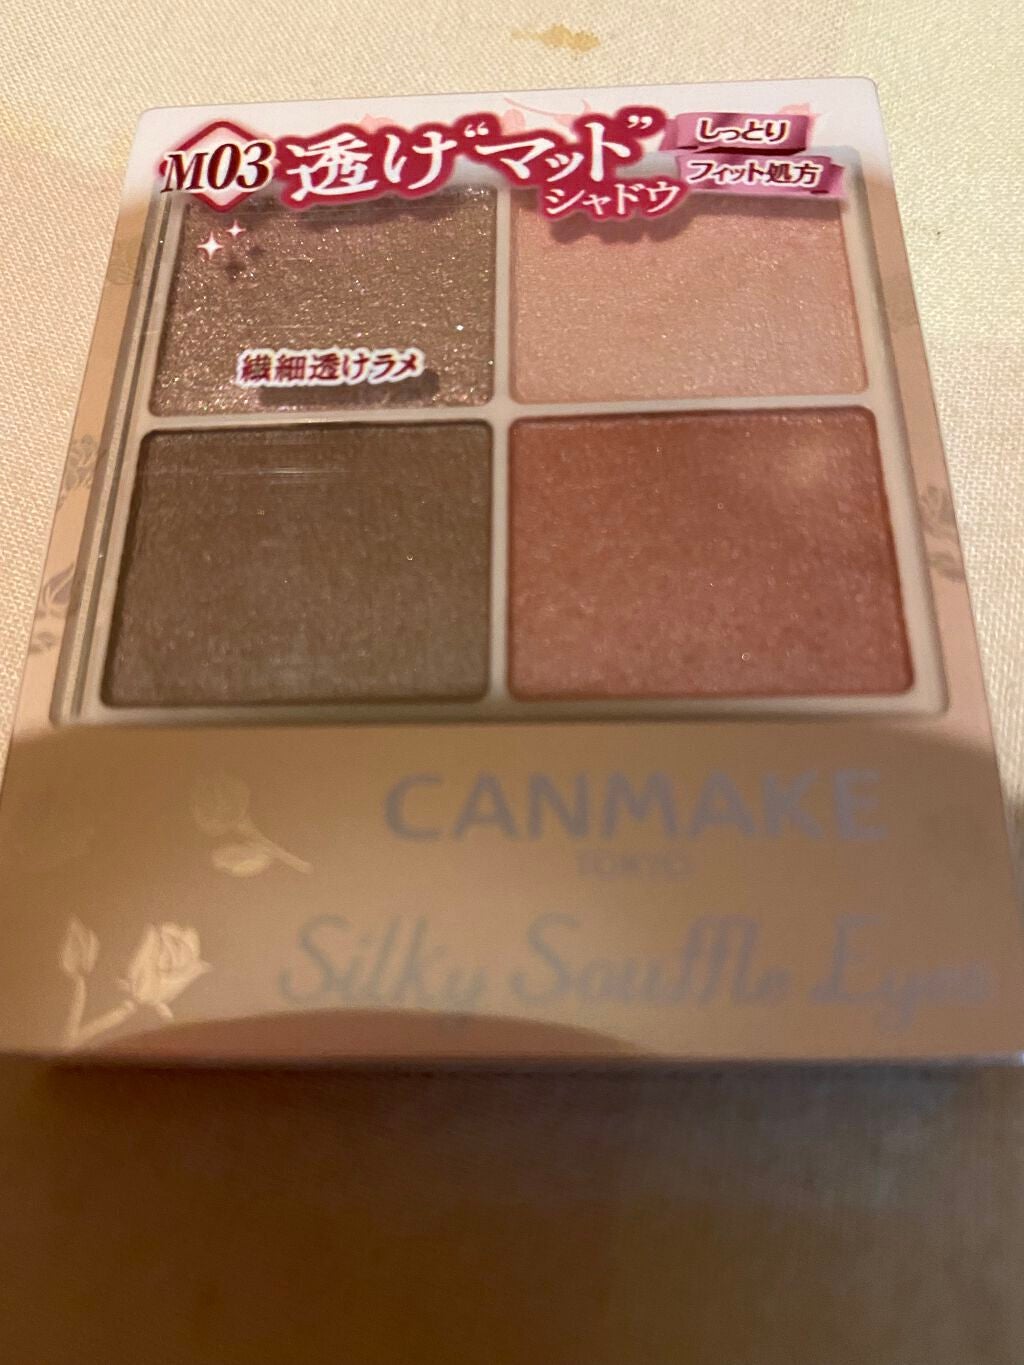 M03 透け"マット"シャドウ
しっとり
フィット処方
繊細透けラメ
CANMAKE
TOKYO
Silky Souffle Eyes